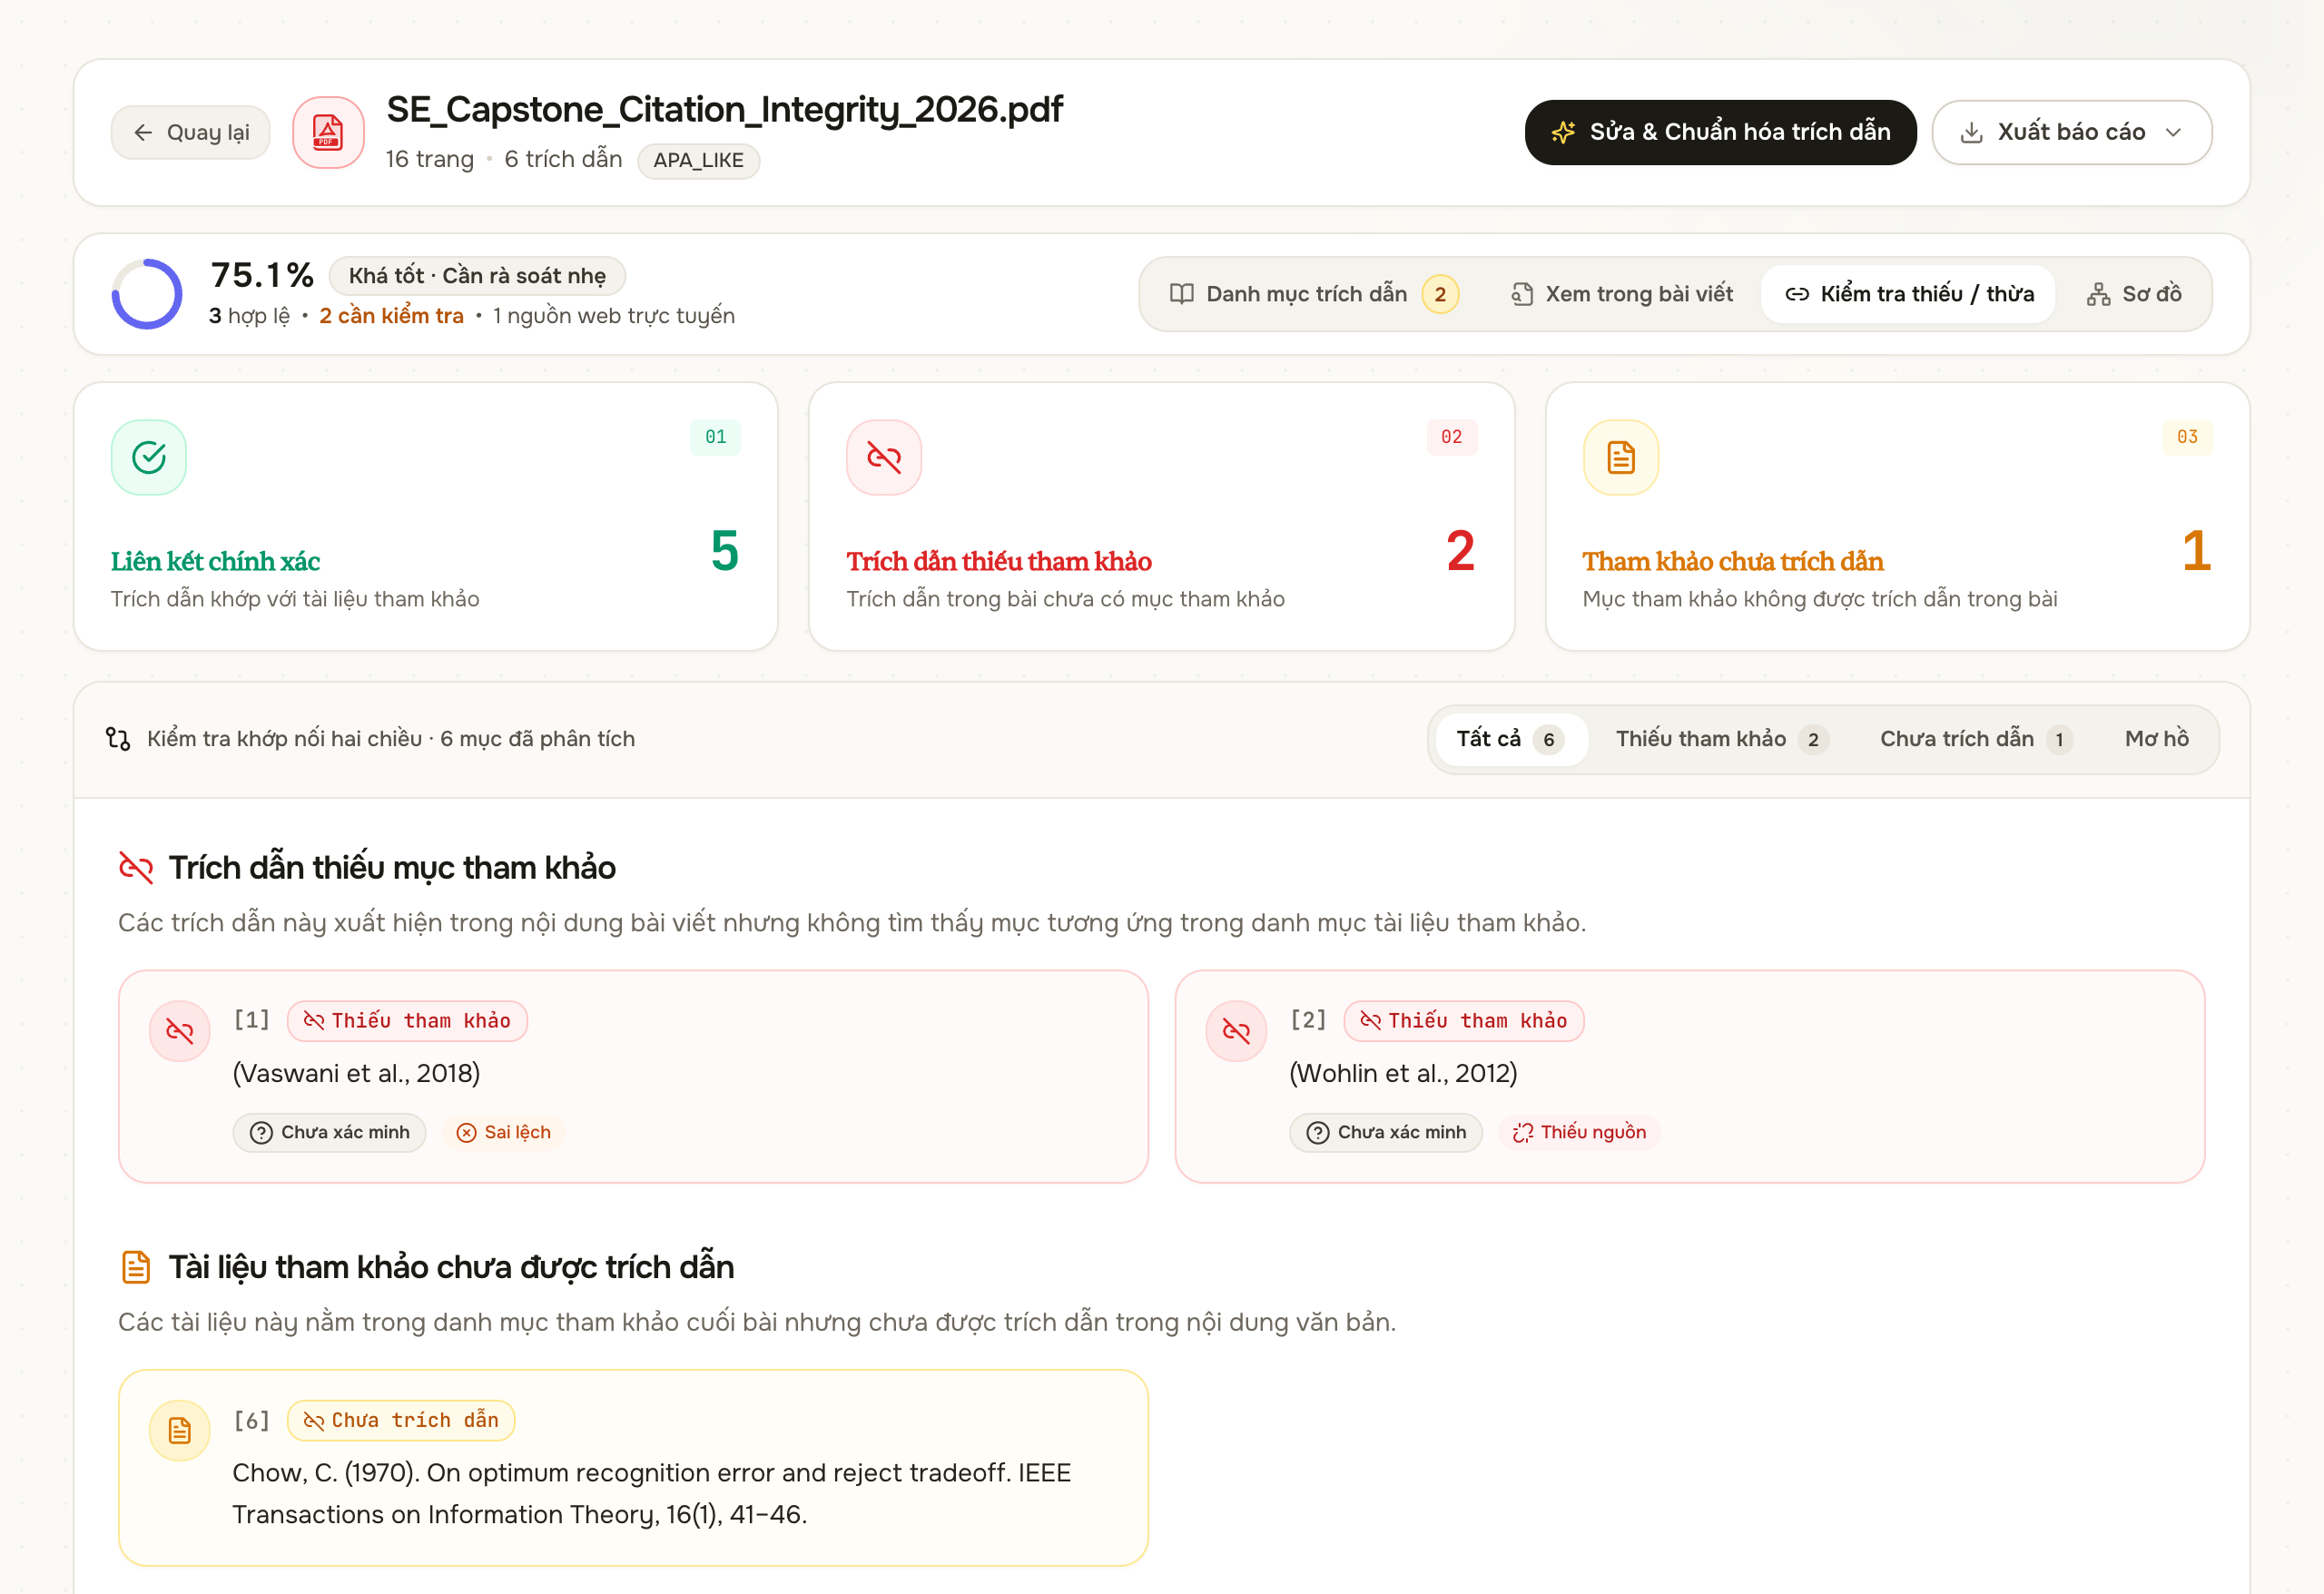 Quay lại
PDF
SE_Capstone_Citation_Integrity_2026.pdf
16 trang • 6 trích dẫn APA_LIKE
Sửa & Chuẩn hóa trích dẫn
Xuất báo cáo
75.1% Khá tốt · Cần rà soát nhẹ
3 hợp lệ • 2 cần kiểm tra • 1 nguồn web trực tuyến
Danh mục trích dẫn 2
Xem trong bài viết
Kiểm tra thiếu / thừa
Sơ đồ
01
Liên kết chính xác
5
Trích dẫn khớp với tài liệu tham khảo
02
Trích dẫn thiếu tham khảo
2
Trích dẫn trong bài chưa có mục tham khảo
03
Tham khảo chưa trích dẫn
1
Mục tham khảo không được trích dẫn trong bài
Kiểm tra khớp nối hai chiều · 6 mục đã phân tích
Tất cả 6
Thiếu tham khảo 2
Chưa trích dẫn 1
Mơ hồ
Trích dẫn thiếu mục tham khảo
Các trích dẫn này xuất hiện trong nội dung bài viết nhưng không tìm thấy mục tương ứng trong danh mục tài liệu tham khảo.
[1] Thiếu tham khảo
(Vaswani et al., 2018)
Chưa xác minh Sai lệch
[2] Thiếu tham khảo
(Wohlin et al., 2012)
Chưa xác minh Thiếu nguồn
Tài liệu tham khảo chưa được trích dẫn
Các tài liệu này nằm trong danh mục tham khảo cuối bài nhưng chưa được trích dẫn trong nội dung văn bản.
[6] Chưa trích dẫn
Chow, C. (1970). On optimum recognition error and reject tradeoff. IEEE
Transactions on Information Theory, 16(1), 41–46.